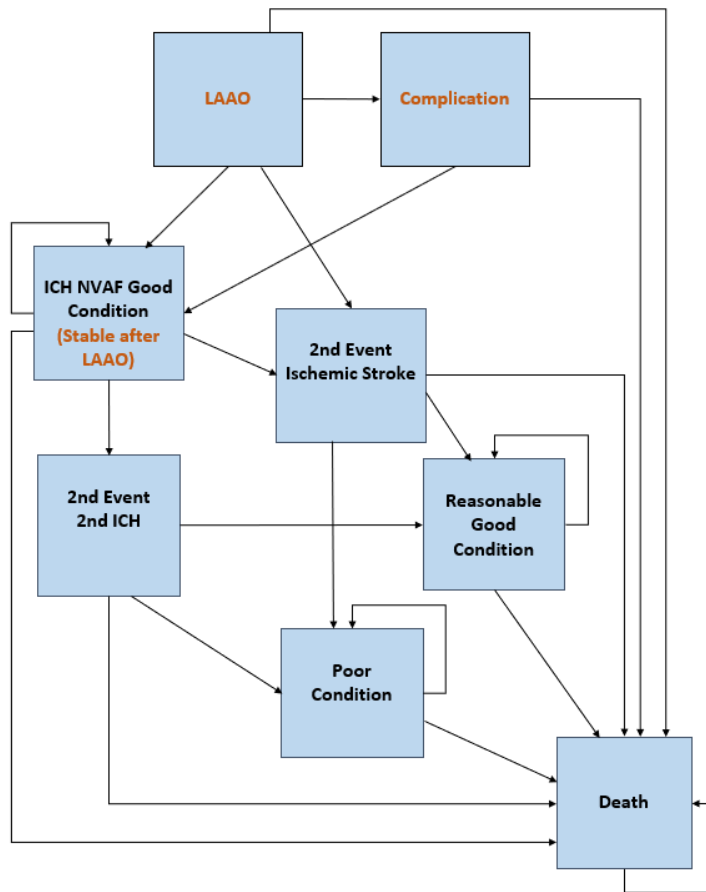 LAAO
Complication
ICH NVAF Good
Condition
(Stable after
LAAO)
2nd Event
Ischemic Stroke
2nd Event
2nd ICH
Reasonable
Good
Condition
Poor
Condition
Death